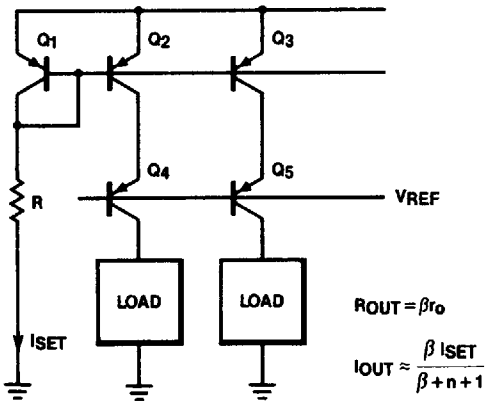 Q1
Q2
Q3
Q4
Q5
R
VREF
LOAD
LOAD
ISET
ROUT = βro
IOUT ≈ β ISET / β + n + 1